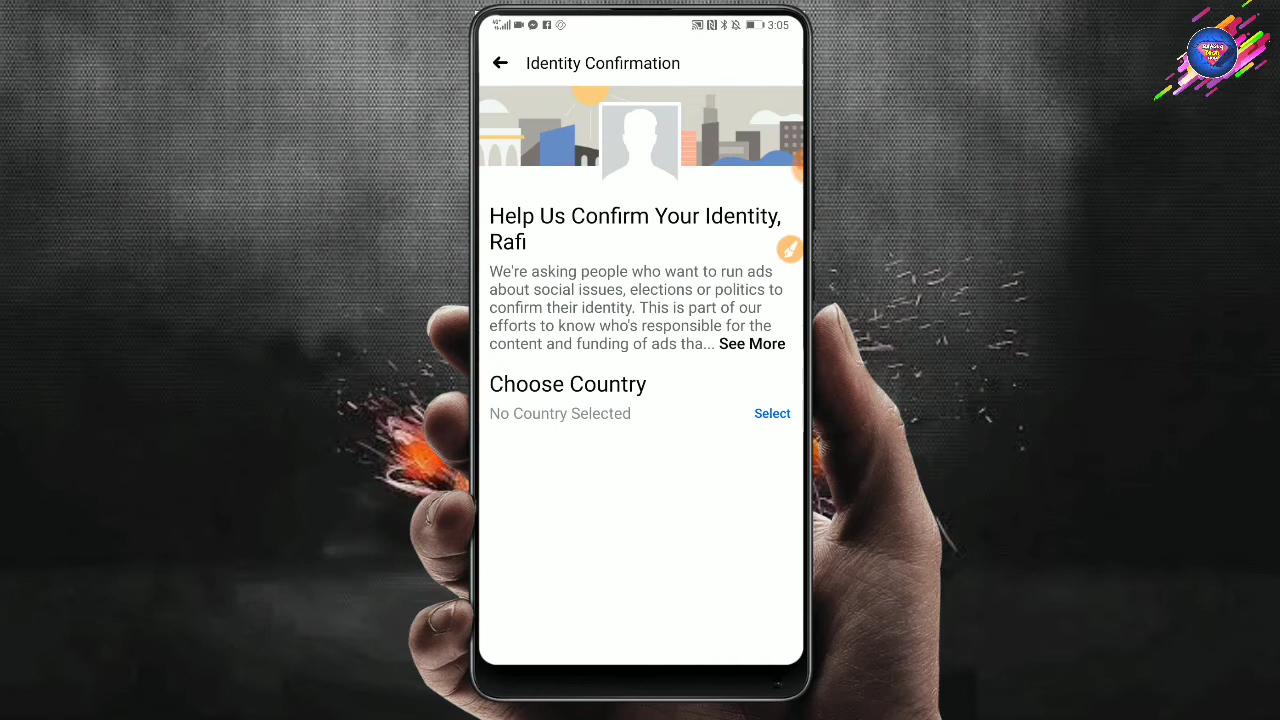 3:05
Identity Confirmation
Help Us Confirm Your Identity,
Rafi
We're asking people who want to run ads
about social issues, elections or politics to
confirm their identity. This is part of our
efforts to know who's responsible for the
content and funding of ads tha... See More
Choose Country
No Country Selected Select